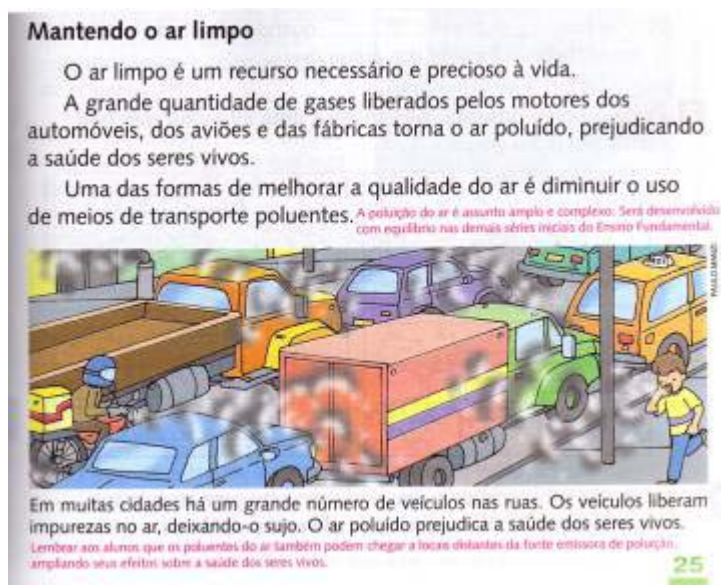 Mantendo o ar limpo
O ar limpo é um recurso necessário e precioso à vida.
A grande quantidade de gases liberados pelos motores dos
automóveis, dos aviões e das fábricas torna o ar poluído, prejudicando
a saúde dos seres vivos.
Uma das formas de melhorar a qualidade do ar é diminuir o uso
de meios de transporte poluentes.
A poluição do ar é assunto amplo e complexo. Será desenvolvido
com equilíbrio nas demais séries iniciais do Ensino Fundamental.
TAXI
Em muitas cidades há um grande número de veículos nas ruas. Os veículos liberam
impurezas no ar, deixando-o sujo. O ar poluído prejudica a saúde dos seres vivos.
Lembrar aos alunos que os poluentes do ar também podem chegar a locais distantes da fonte emissora de poluição,
ampliando seus efeitos sobre a saúde dos seres vivos.
25